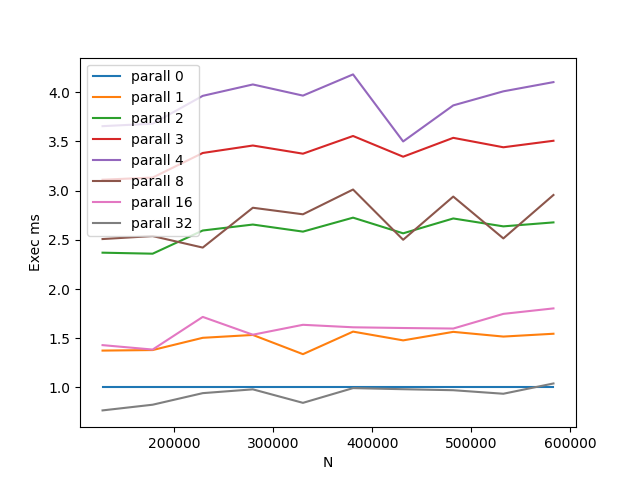 parall 0
parall 1
parall 2
parall 3
parall 4
parall 8
parall 16
parall 32
4.0
3.5
3.0
2.5
2.0
1.5
1.0
Exec ms
200000 300000 400000 500000 600000
N